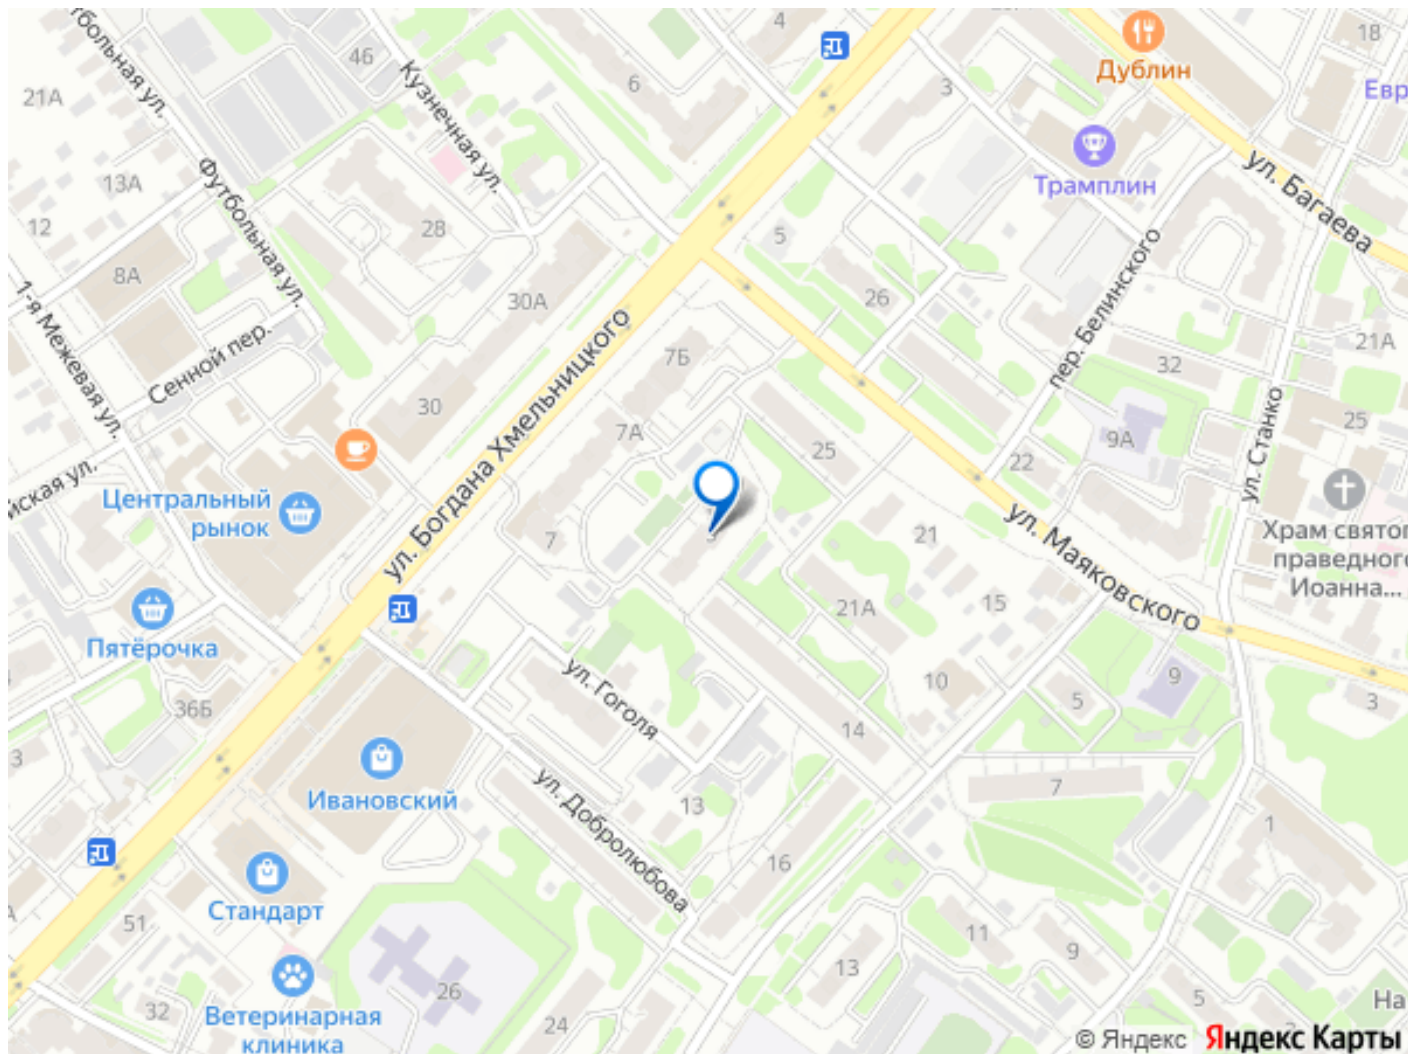 4
18
46
6
21А
Кузнечная ул.
Дублин
3
Евр
Футбольная ул.
Трамплин
ул. Багаева
13А
12
28
5
8А
30А
26
пер. Белинского
1-я Межевая ул.
Сенной пер.
ул. Богдана Хмельницкого
7Б
32
21А
30
7А
25
9А
22
25
ул. Станко
Центральный
рынок
7
21
ул. Маяковского
Храм святог
праведного
Иоанна...
Пятёрочка
21А
15
36Б
ул. Гоголя
10
5
9
3
3
14
Ивановский
ул. Добролюбова
13
7
16
1
Стандарт
51
11
9
13
26
32
24
5
На
Ветеринарная
клиника
© Яндекс Яндекс Карты